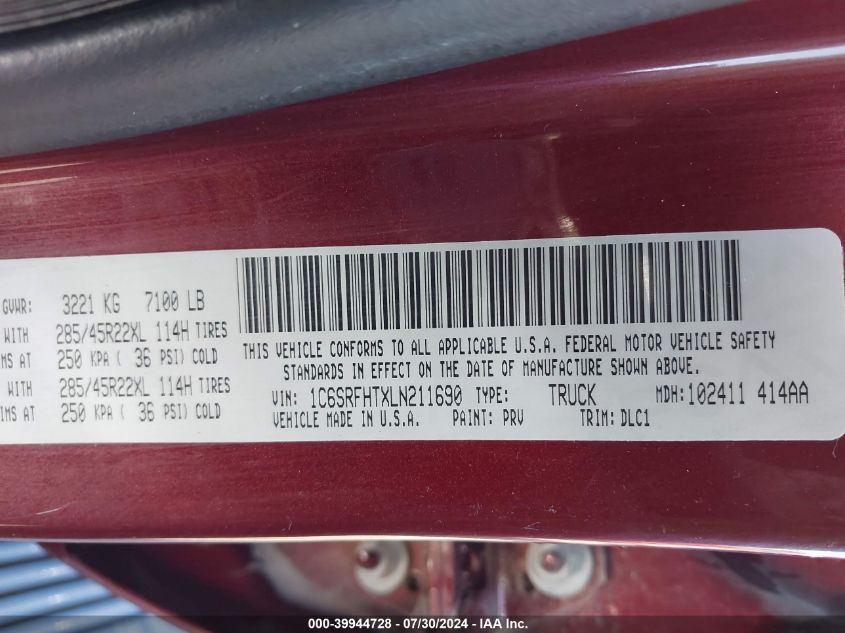 GVWR: 3221 KG 7100 LB
WITH 285/45R22XL 114H TIRES
MS AT 250 KPA ( 36 PSI) COLD
WITH 285/45R22XL 114H TIRES
IMS AT 250 KPA ( 36 PSI) COLD
THIS VEHICLE CONFORMS TO ALL APPLICABLE U.S.A. FEDERAL MOTOR VEHICLE SAFETY
STANDARDS IN EFFECT ON THE DATE OF MANUFACTURE SHOWN ABOVE.
VIN: 1C6SRFHTXLN211690 TYPE: TRUCK MDH:102411 414AA
VEHICLE MADE IN U.S.A. PAINT: PRV TRIM: DLC1
000-39944728 - 07/30/2024 - IAA Inc.